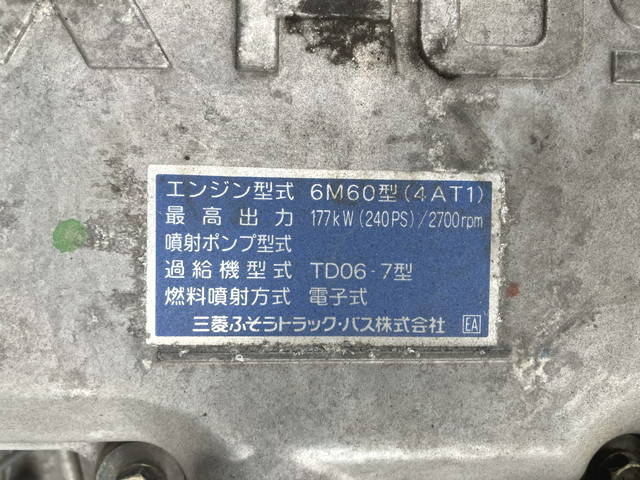 エンジン型式 6M60型(4AT1)
最高出力 177kW(240PS)/2700rpm
噴射ポンプ型式
過給機型式 TD06-7型
燃料噴射方式 電子式
三菱ふそうトラック・バス株式会社 EA